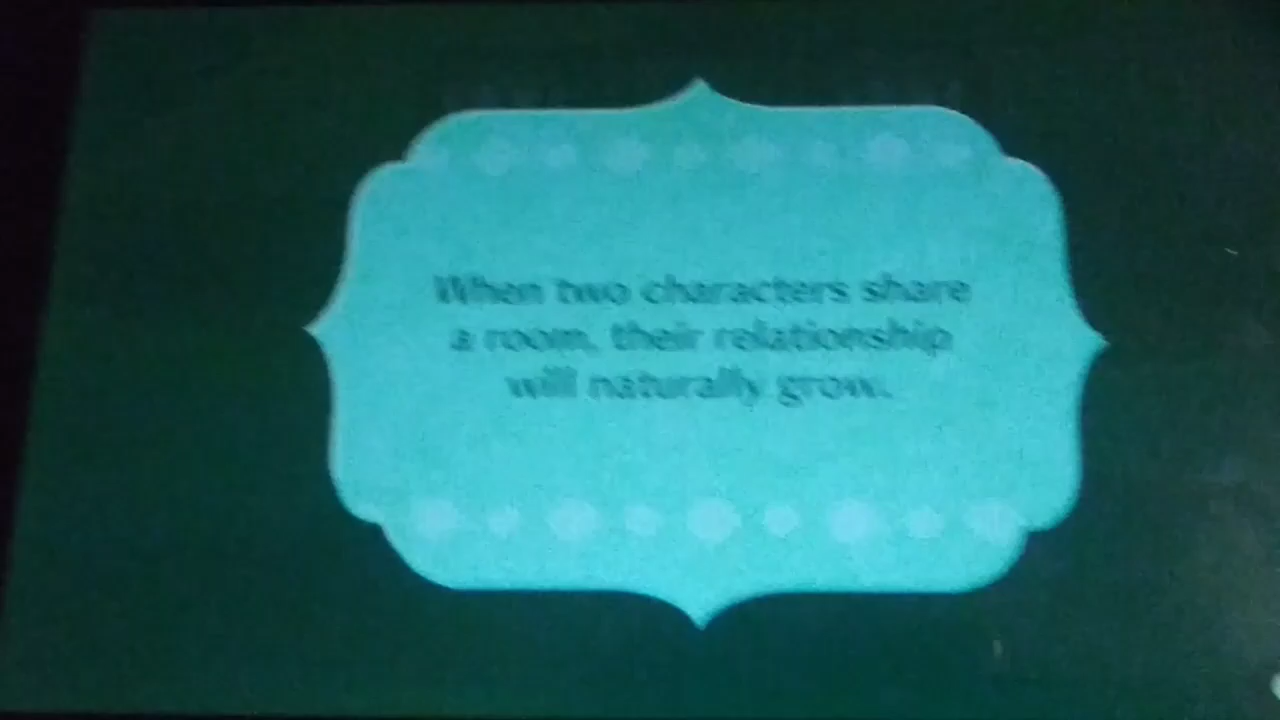 When two characters share
a room, their relationship
will naturally grow.